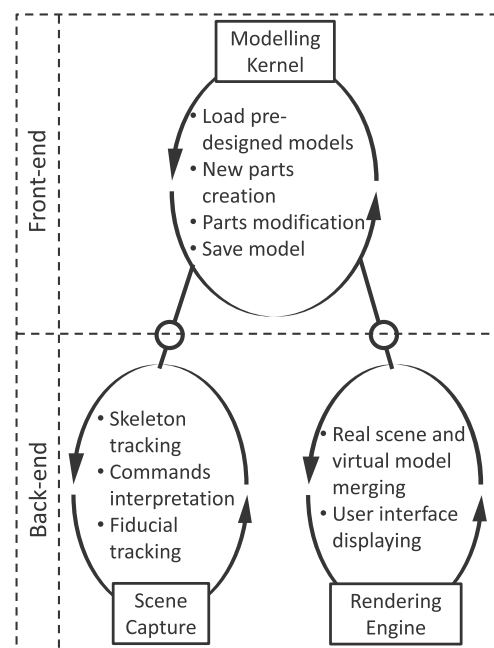 Front-end
Modelling
Kernel
• Load pre-
designed models
• New parts
creation
• Parts modification
• Save model
Back-end
• Skeleton
tracking
• Commands
interpretation
• Fiducial
tracking
Scene
Capture
• Real scene and
virtual model
merging
• User interface
displaying
Rendering
Engine